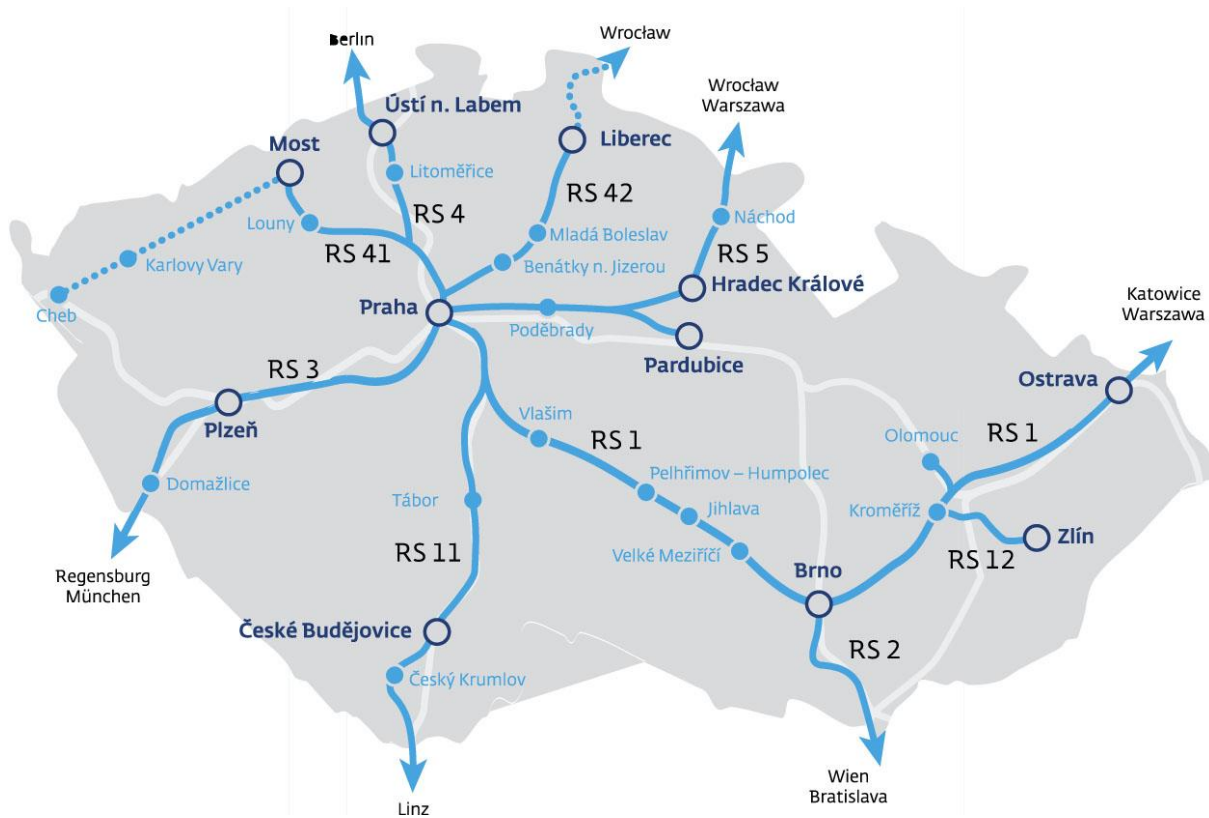 Berlin
Wrocław
Wrocław
Warszawa
Ústí n. Labem
Most
Liberec
Litoměřice
RS 42
RS 4
Louny
Náchod
Mladá Boleslav
RS 41
RS 5
Karlovy Vary
Benátky n. Jizerou
Hradec Králové
Katowice
Warszawa
Cheb
Praha
Poděbrady
Pardubice
RS 3
Ostrava
Plzeň
Vlašim
RS 1
RS 1
Olomouc
Pelhřimov – Humpolec
Domažlice
Tábor
Jihlava
Kroměříž
Zlín
Velké Meziříčí
RS 11
RS 12
Brno
Regensburg
München
České Budějovice
RS 2
Český Krumlov
Wien
Bratislava
Linz